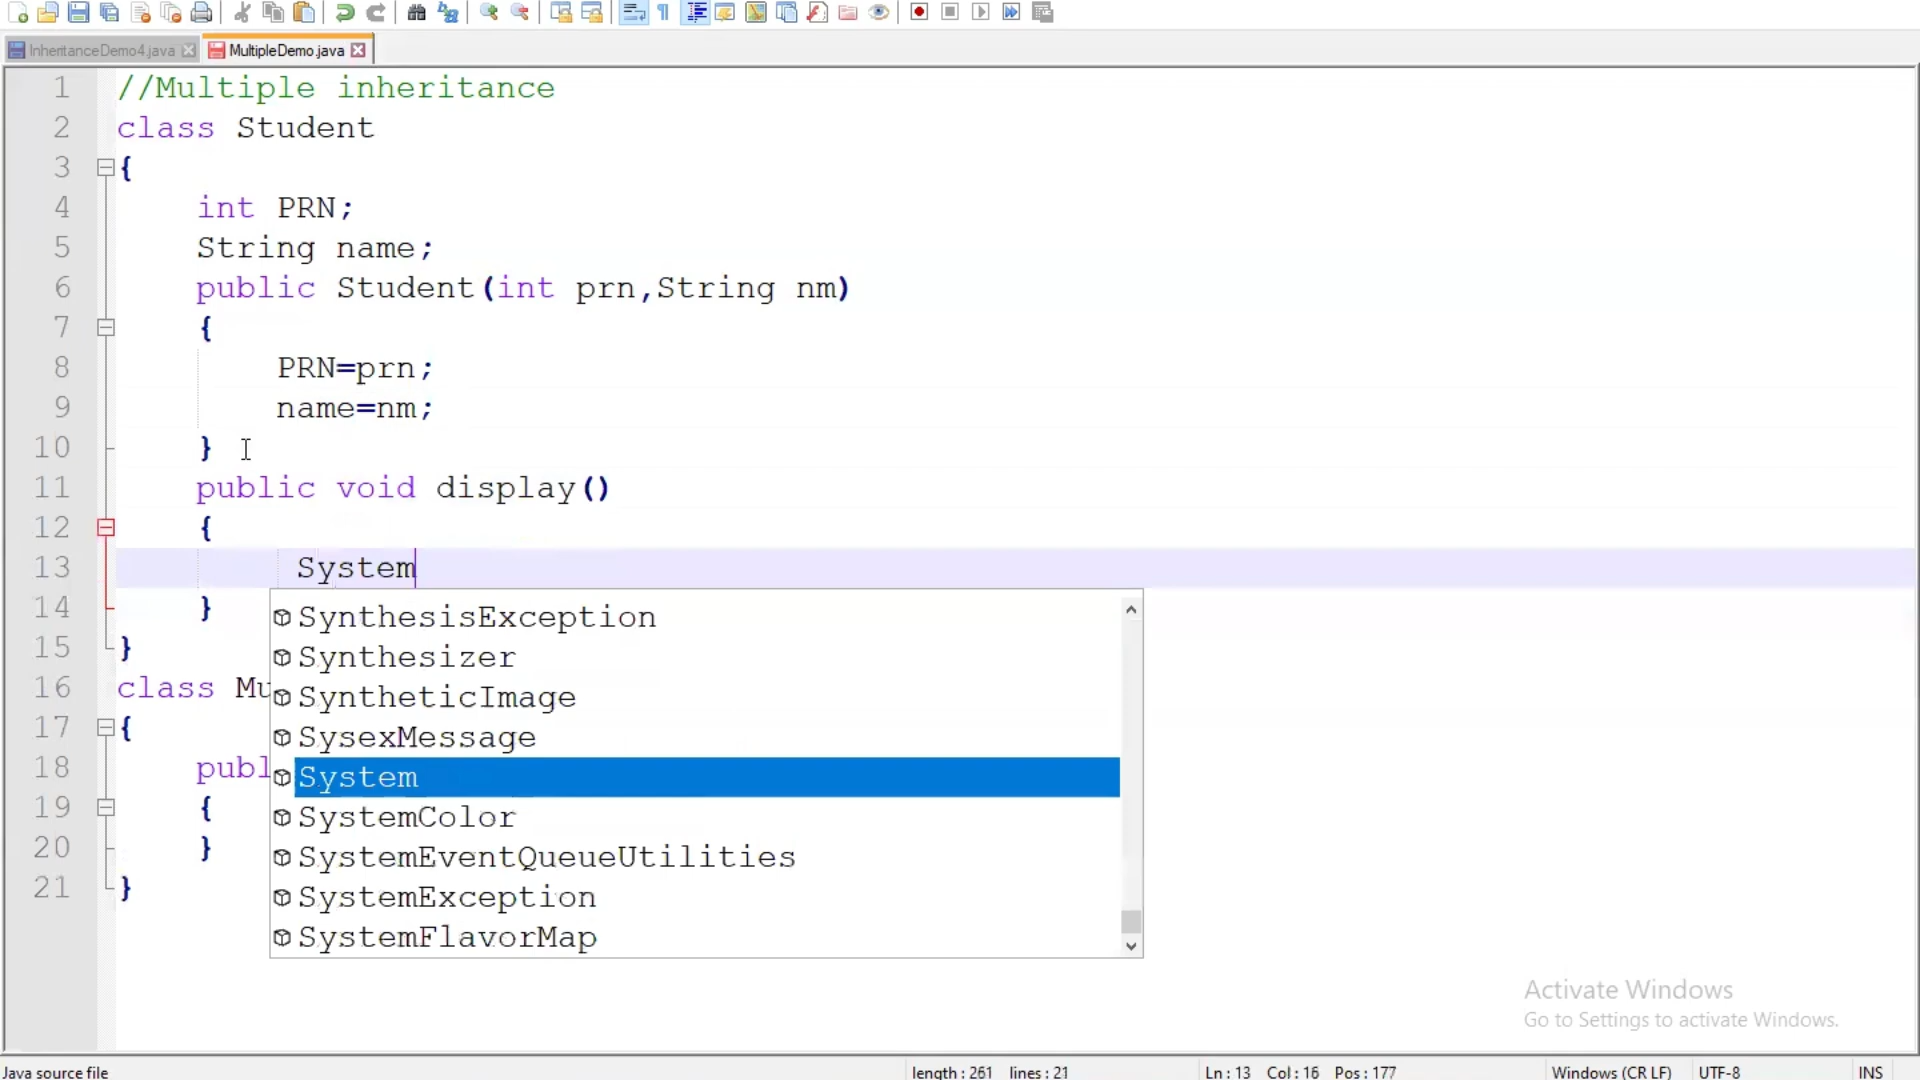 InheritanceDemo4.java MultipleDemo.java
1 //Multiple inheritance
2 class Student
3 {
4 int PRN;
5 String name;
6 public Student(int prn,String nm)
7 {
8 PRN=prn;
9 name=nm;
10 }
11 public void display()
12 {
13 System
14 }
15 }
16 class Mu
17 {
18 publ
19 {
20 }
21 }
SynthesisException
Synthesizer
SyntheticImage
SysexMessage
System
SystemColor
SystemEventQueueUtilities
SystemException
SystemFlavorMap
Activate Windows
Go to Settings to activate Windows.
Java source file length : 261 lines : 21 Ln : 13 Col : 16 Pos : 177 Windows (CR LF) UTF-8 INS